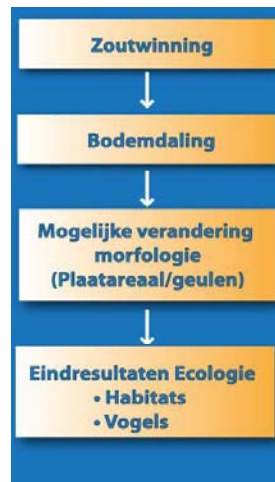 Zoutwinning
Bodemdaling
Mogelijke verandering
morfologie
(Plaatareaal/geulen)
Eindresultaten Ecologie
• Habitats
• Vogels